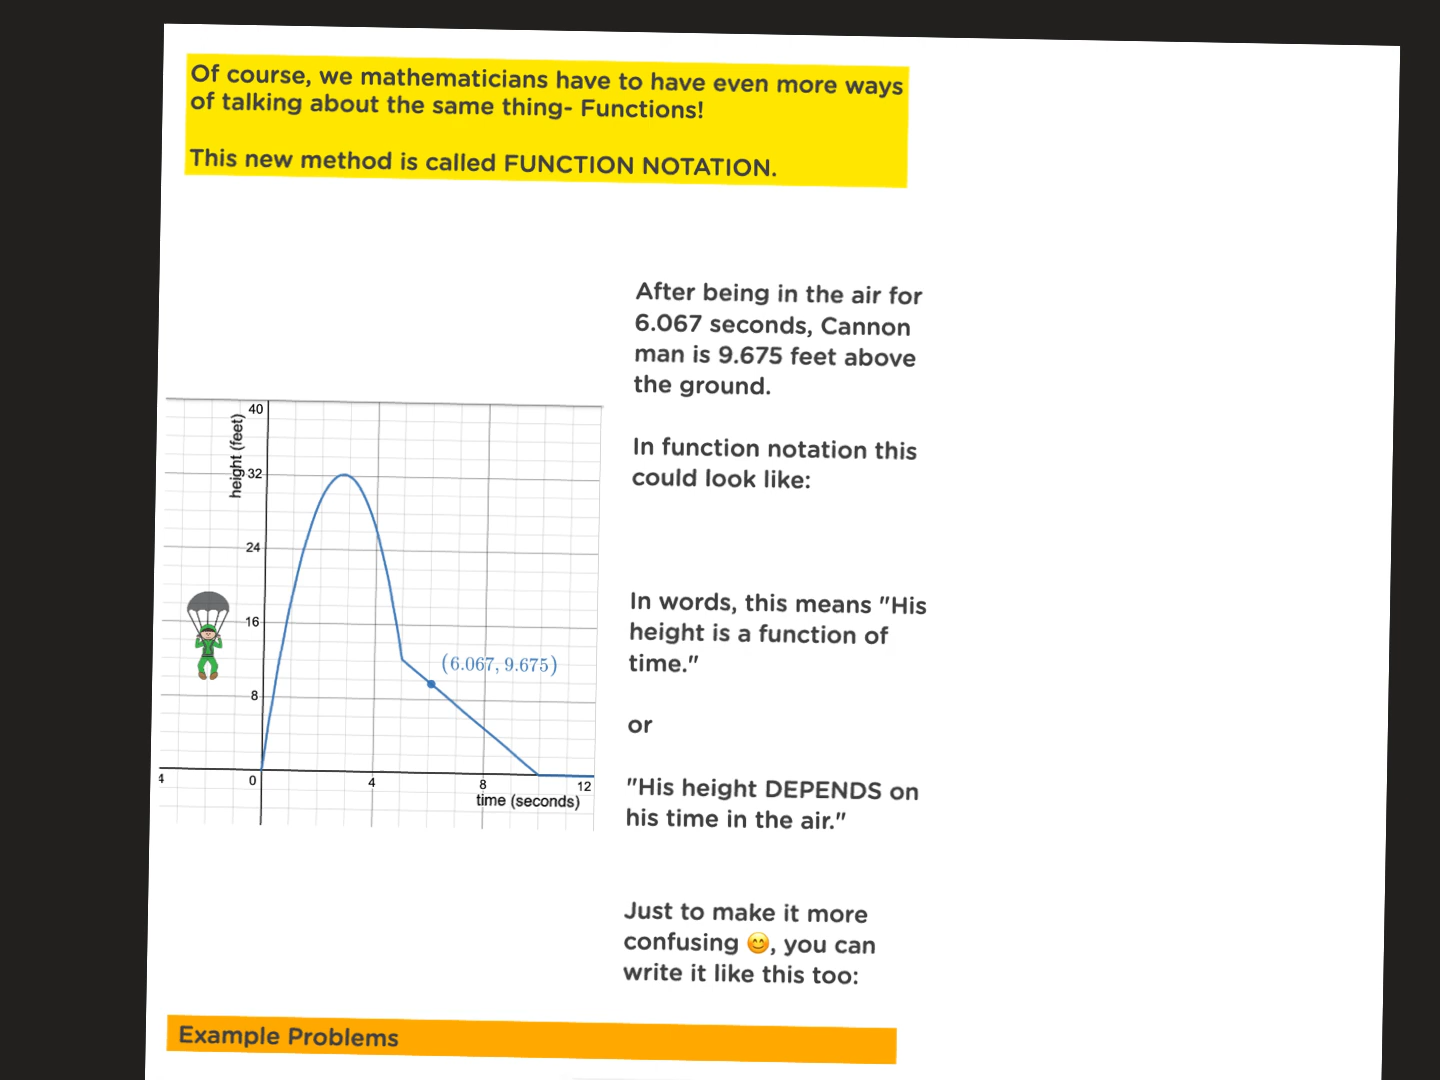 Of course, we mathematicians have to have even more ways
of talking about the same thing- Functions!
This new method is called FUNCTION NOTATION.
After being in the air for
6.067 seconds, Cannon
man is 9.675 feet above
the ground.
In function notation this
could look like:
In words, this means "His
height is a function of
time."
or
"His height DEPENDS on
his time in the air."
Just to make it more
confusing 😊, you can
write it like this too:
height (feet)
40
32
24
16
8
(6.067, 9.675)
4
0
4
8
12
time (seconds)
Example Problems